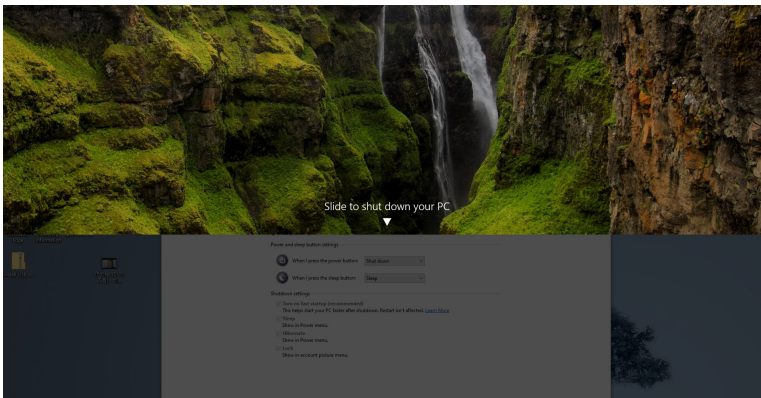 Slide to shut down your PC
Power and sleep button settings
When I press the power button: Shut down
When I press the sleep button: Sleep
Shutdown settings
Turn on fast startup (recommended)
This helps start your PC faster after shutdown. Restart isn't affected. Learn More
Sleep
Show in Power menu.
Hibernate
Show in Power menu.
Lock
Show in account picture menu.